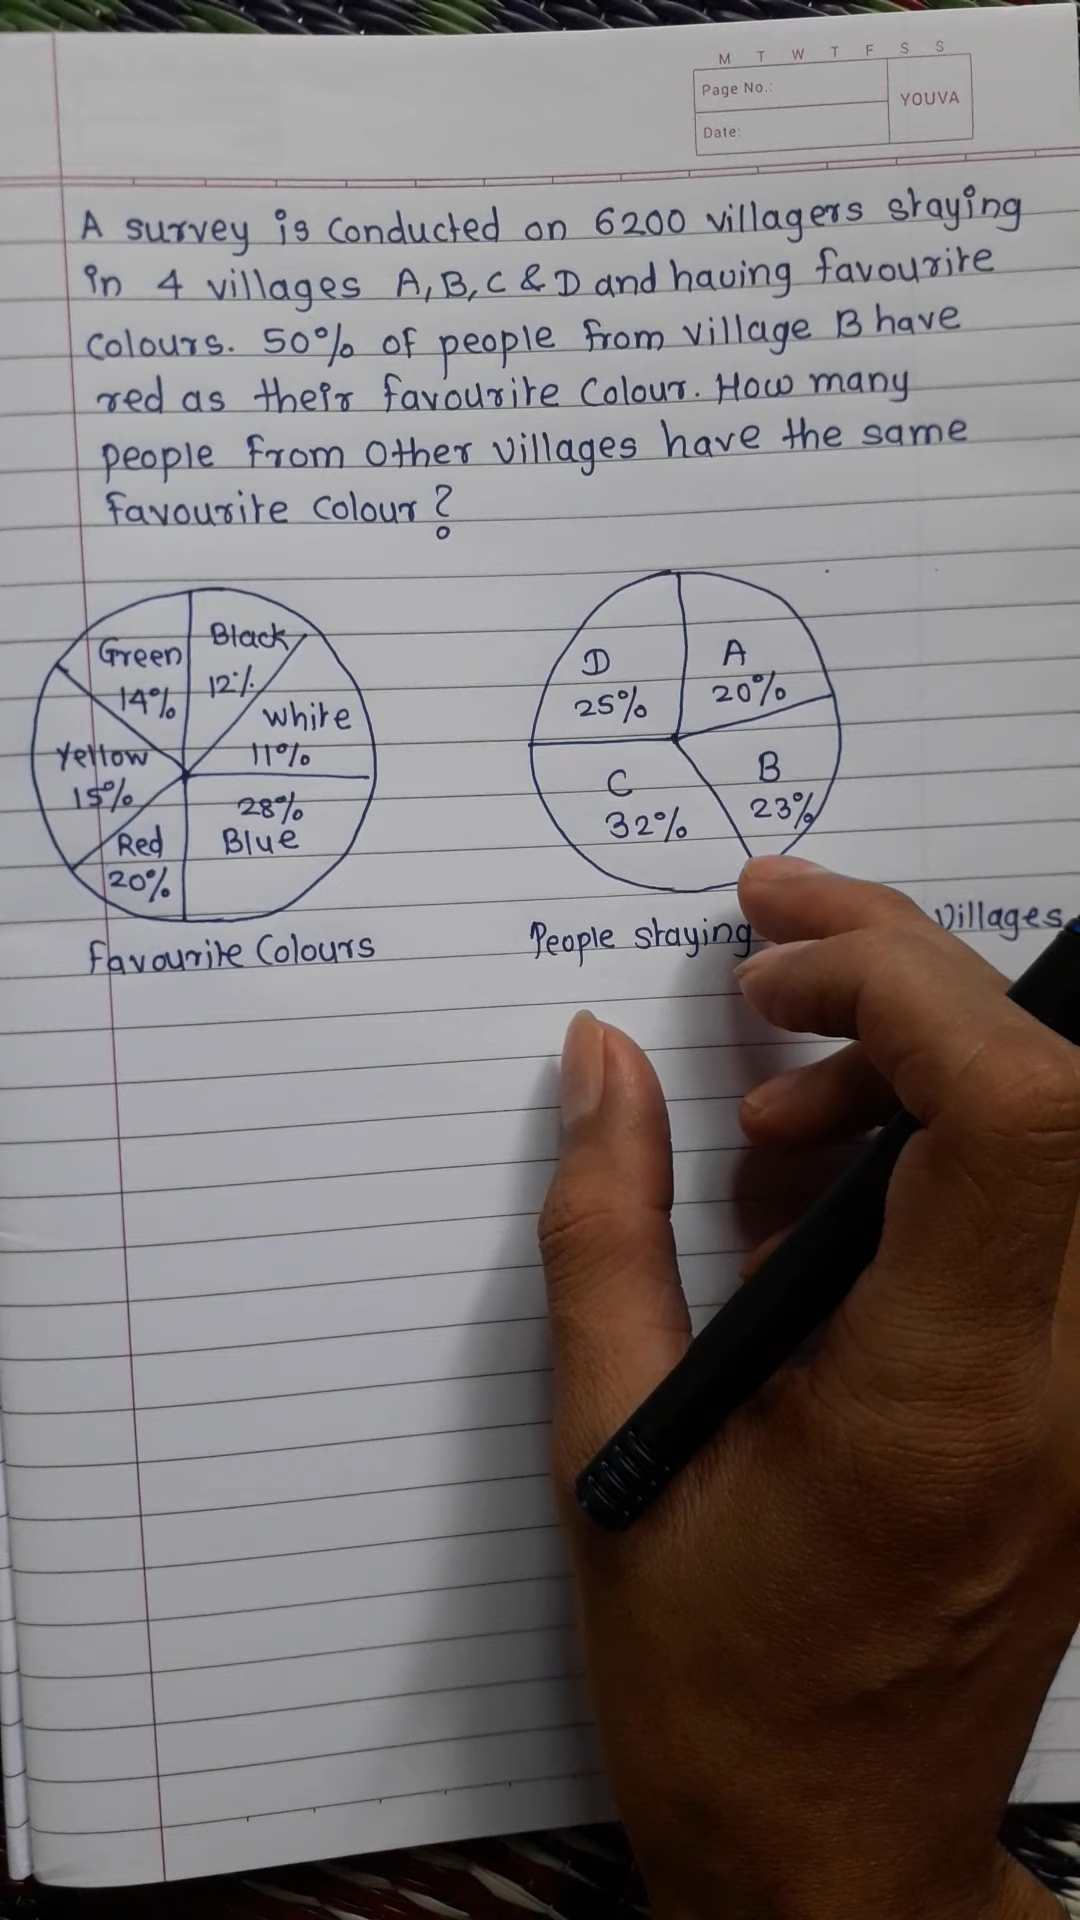 M T W T F S S
Page No.:
YOUVA
Date:
A survey is conducted on 6200 villagers staying
in 4 villages A, B, C & D and having favourite
colours. 50% of people from village B have
red as their favourite colour. How many
people from other villages have the same
favourite colour?
Green
14%
Black
12%
White
11%
Yellow
15%
28%
Blue
Red
20%
Favourite Colours
D
25%
A
20%
C
32%
B
23%
People staying
Villages